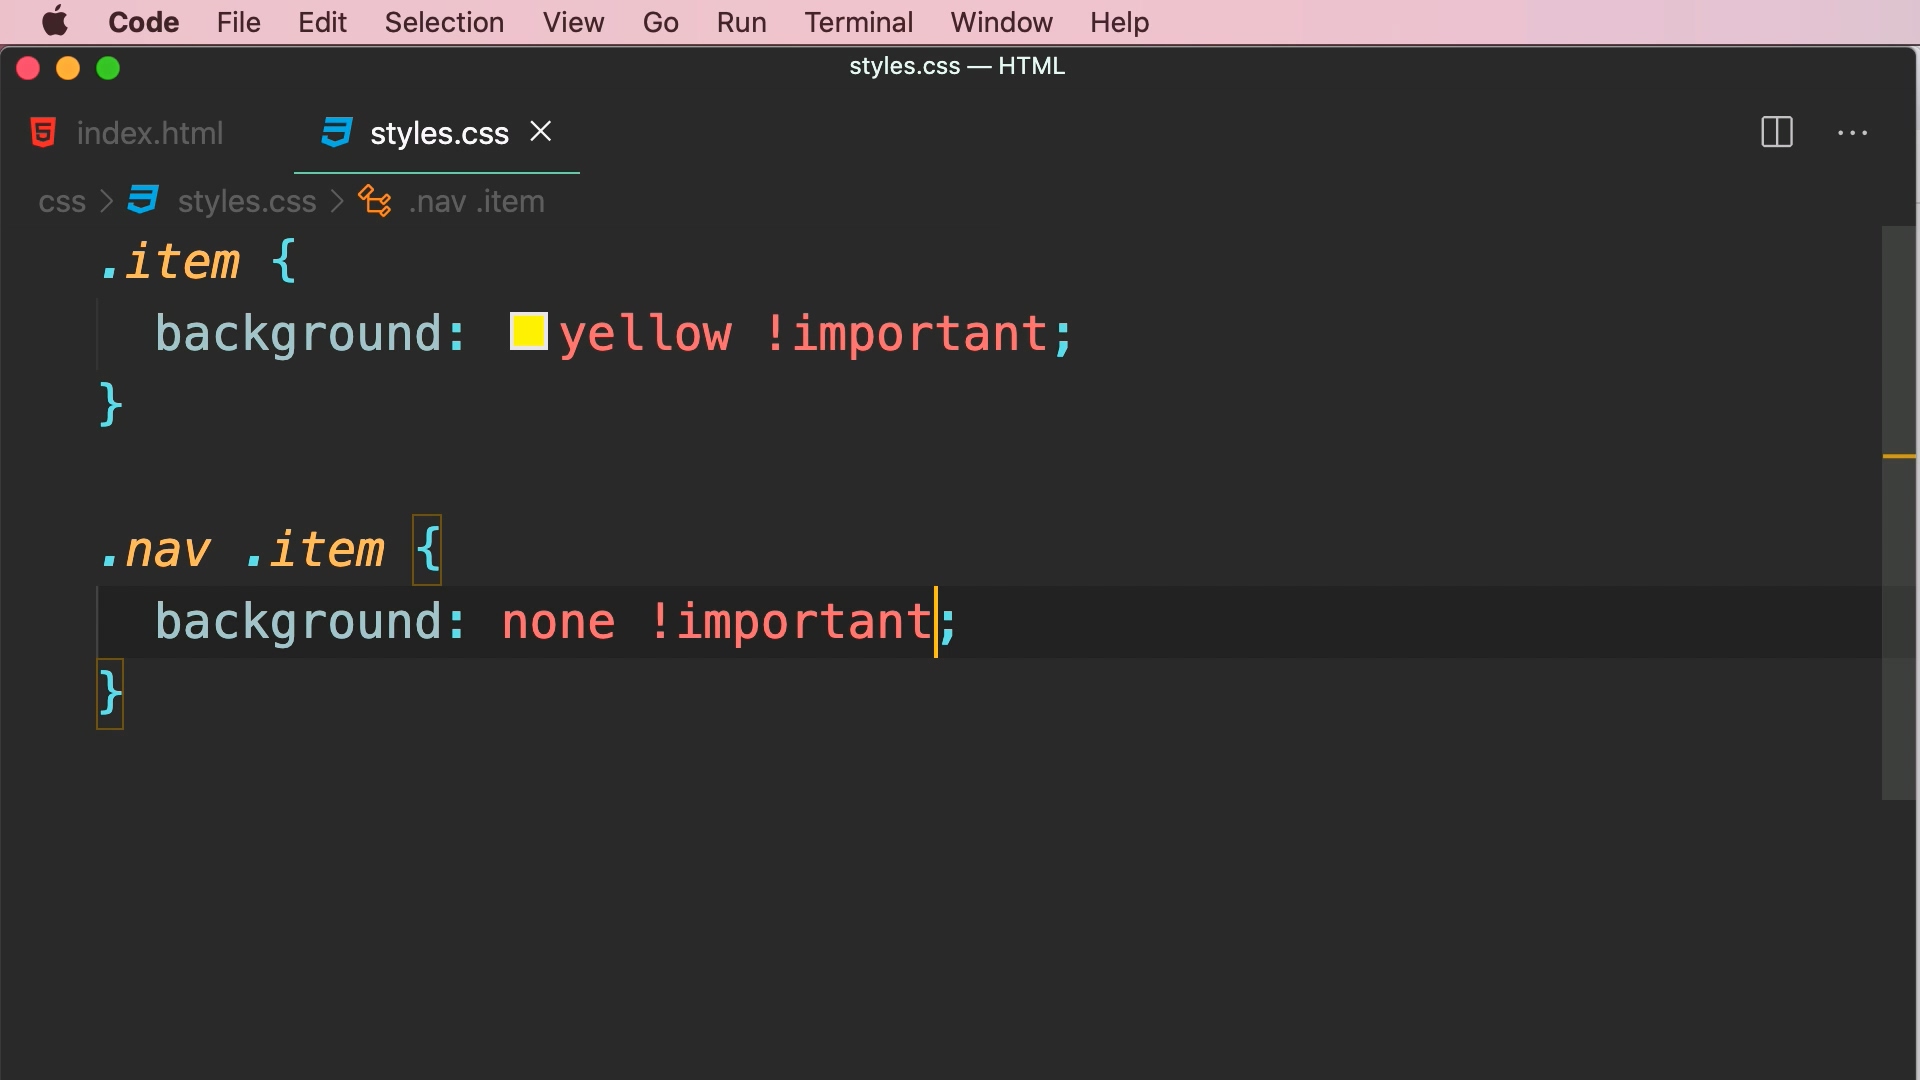 Code File Edit Selection View Go Run Terminal Window Help
styles.css — HTML
index.html styles.css
css > styles.css > .nav .item
.item {
background: yellow !important;
}
.nav .item {
background: none !important;
}